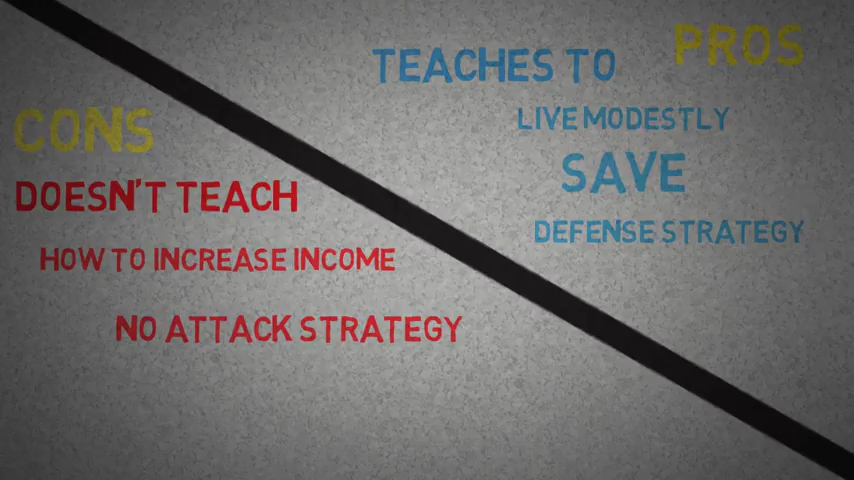 CONS
DOESN'T TEACH
HOW TO INCREASE INCOME
NO ATTACK STRATEGY
PROS
TEACHES TO
LIVE MODESTLY
SAVE
DEFENSE STRATEGY